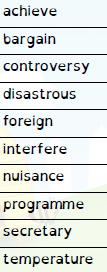 achieve
bargain
controversy
disastrous
foreign
interfere
nuisance
programme
secretary
temperature